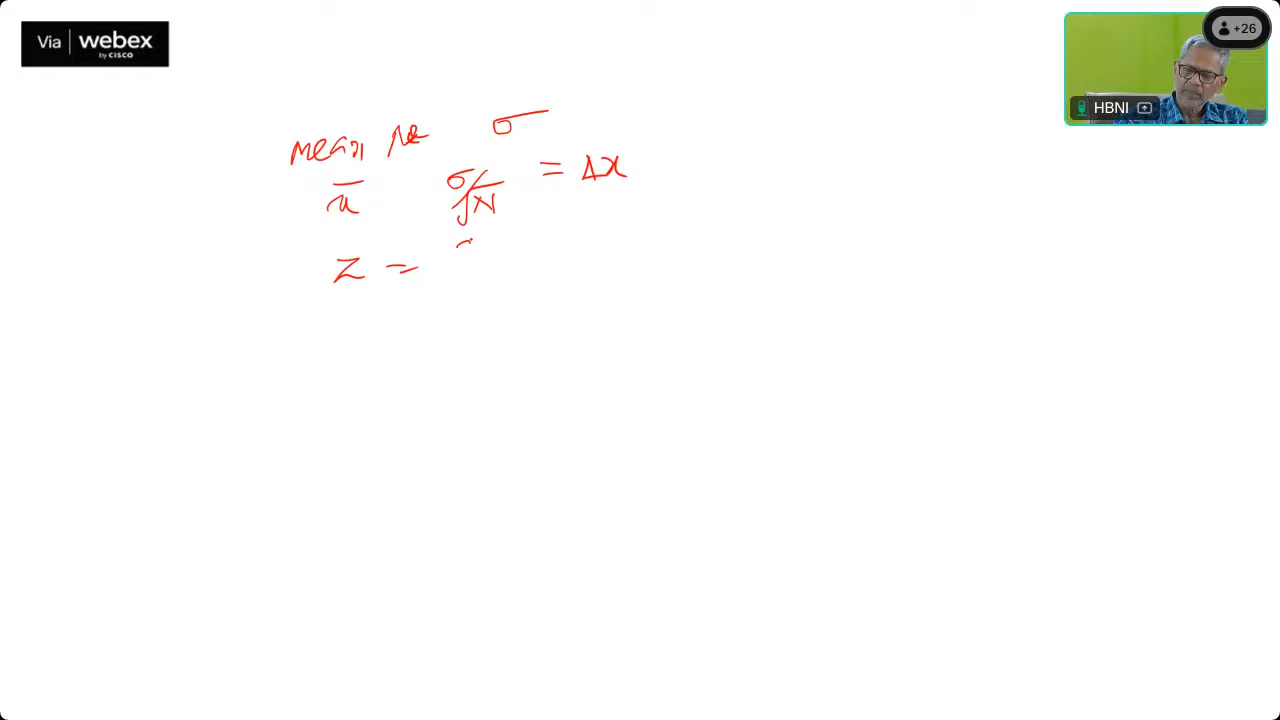 Via webex
by CISCO
+26
HBNI
mean σ
x̄ σ/√N = Δx
z =